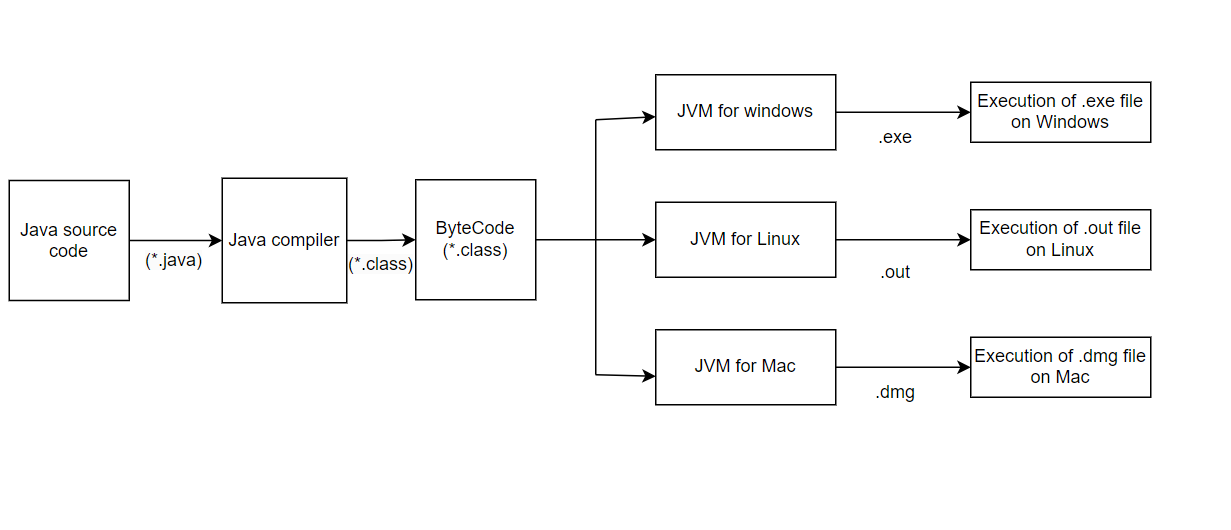 Java source
code
(*.java)
Java compiler
(*.class)
ByteCode
(*.class)
JVM for windows
.exe
Execution of .exe file
on Windows
JVM for Linux
.out
Execution of .out file
on Linux
JVM for Mac
.dmg
Execution of .dmg file
on Mac